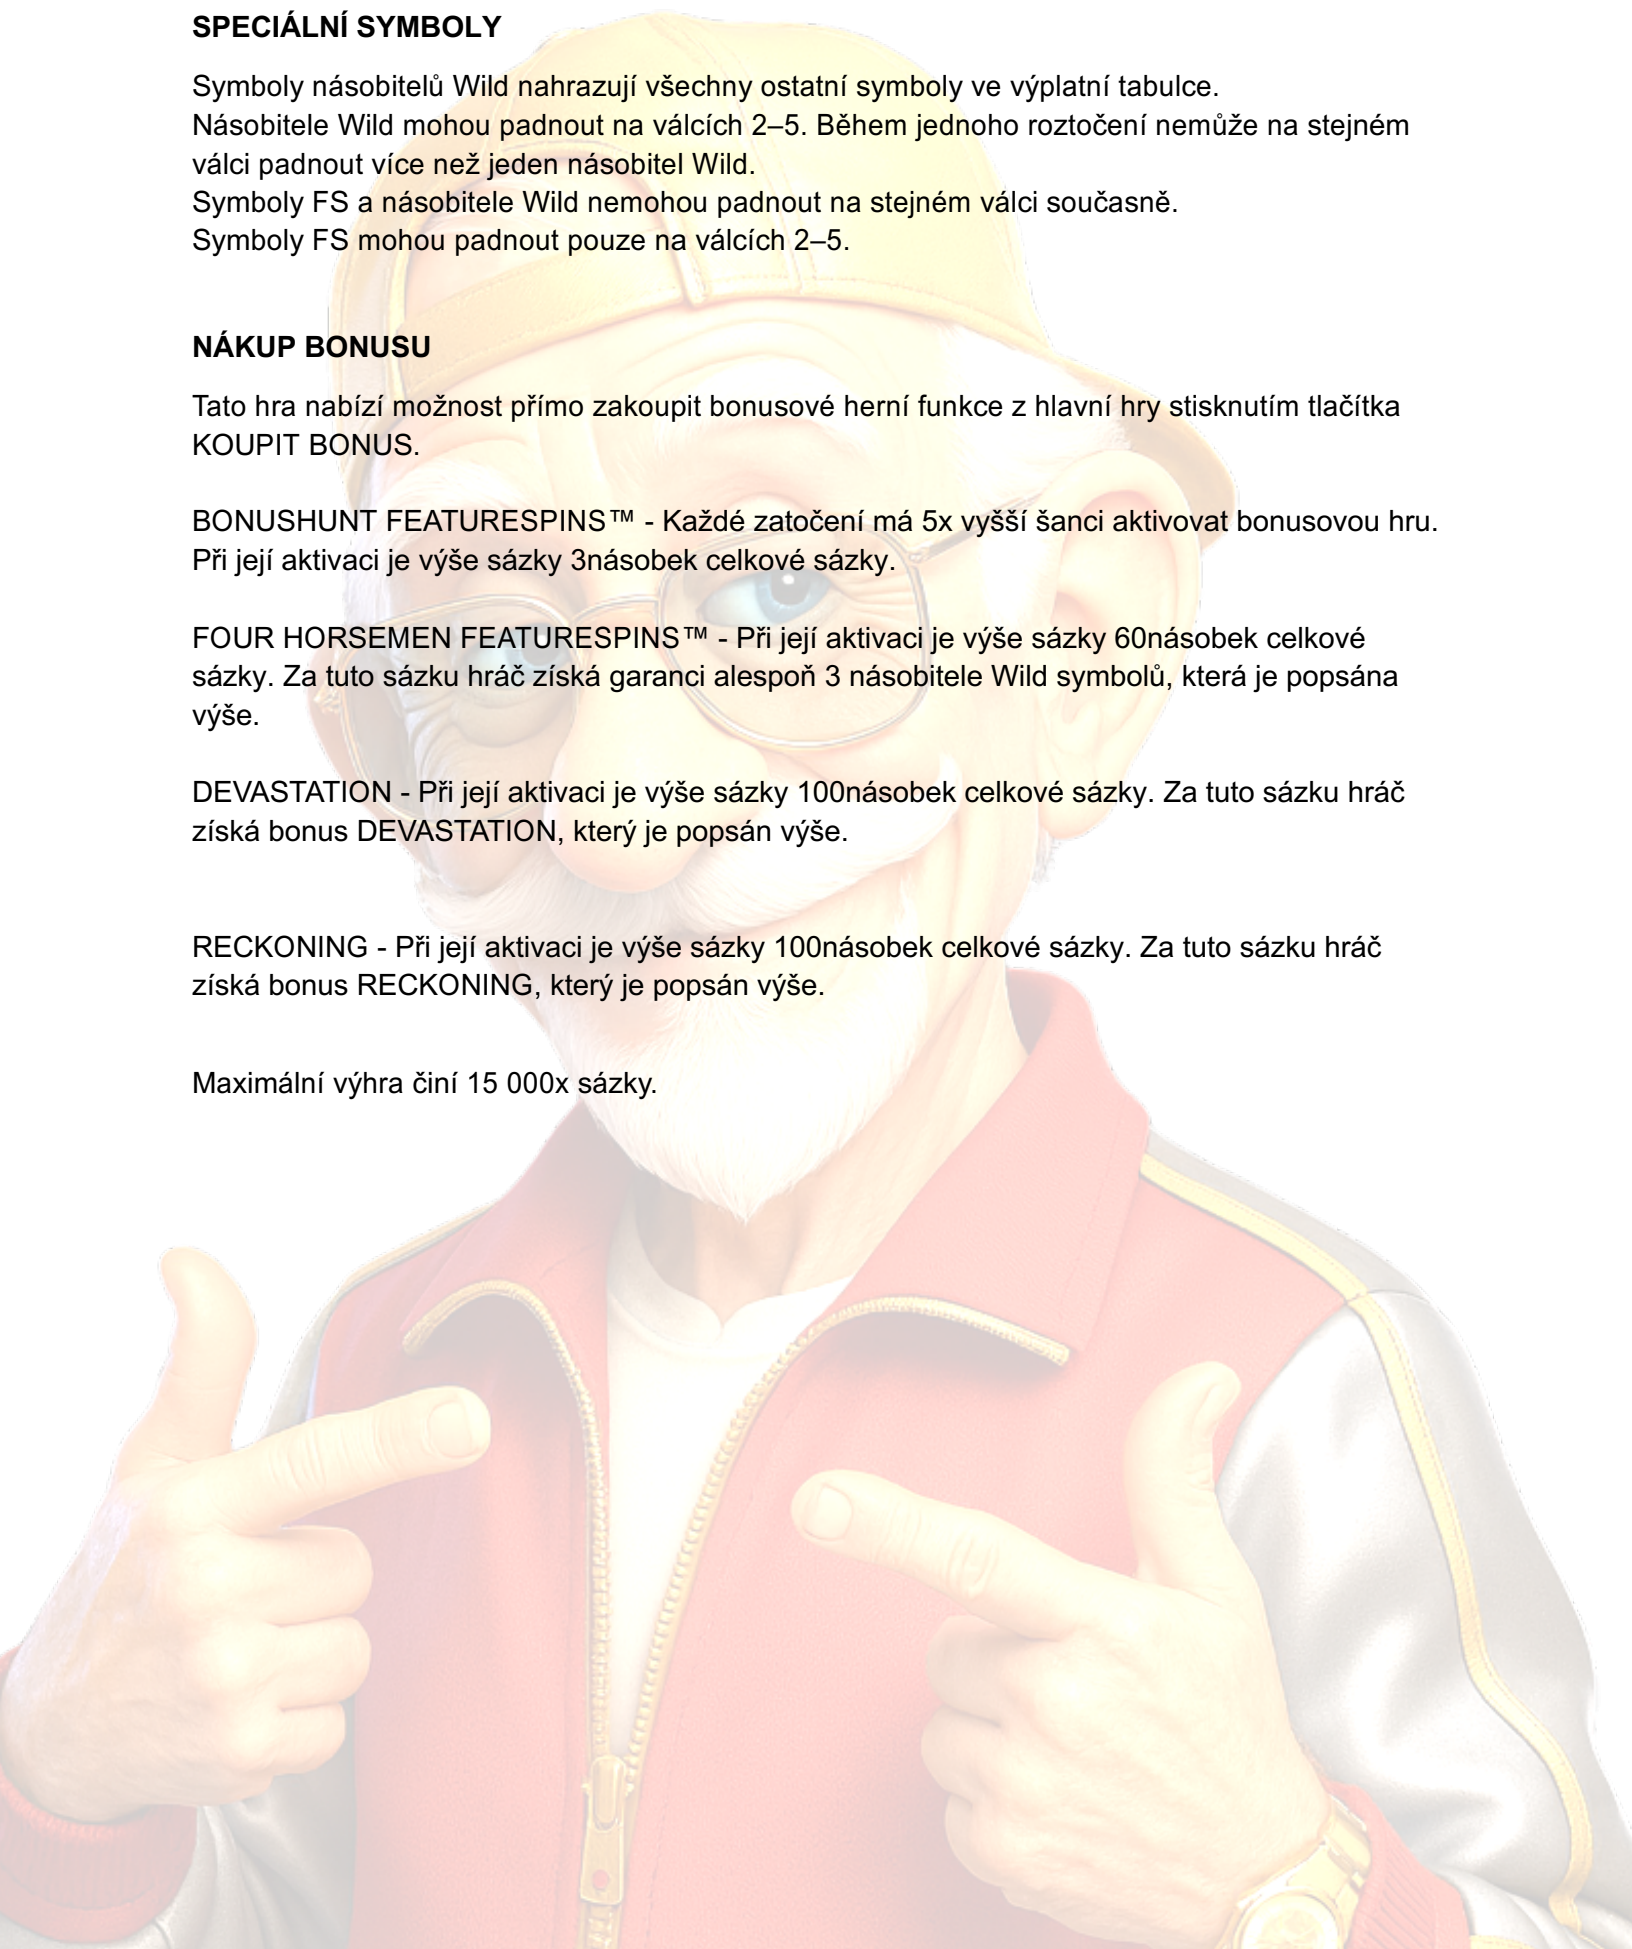 SPECIÁLNÍ SYMBOLY
Symboly násobitelů Wild nahrazují všechny ostatní symboly ve výplatní tabulce.
Násobitele Wild mohou padnout na válcích 2–5. Během jednoho roztočení nemůže na stejném
válci padnout více než jeden násobitel Wild.
Symboly FS a násobitele Wild nemohou padnout na stejném válci současně.
Symboly FS mohou padnout pouze na válcích 2–5.
NÁKUP BONUSU
Tato hra nabízí možnost přímo zakoupit bonusové herní funkce z hlavní hry stisknutím tlačítka
KOUPIT BONUS.
BONUSHUNT FEATURESPINS™ - Každé zatočení má 5x vyšší šanci aktivovat bonusovou hru.
Při její aktivaci je výše sázky 3násobek celkové sázky.
FOUR HORSEMEN FEATURESPINS™ - Při její aktivaci je výše sázky 60násobek celkové
sázky. Za tuto sázku hráč získá garanci alespoň 3 násobitele Wild symbolů, která je popsána
výše.
DEVASTATION - Při její aktivaci je výše sázky 100násobek celkové sázky. Za tuto sázku hráč
získá bonus DEVASTATION, který je popsán výše.
RECKONING - Při její aktivaci je výše sázky 100násobek celkové sázky. Za tuto sázku hráč
získá bonus RECKONING, který je popsán výše.
Maximální výhra činí 15 000x sázky.